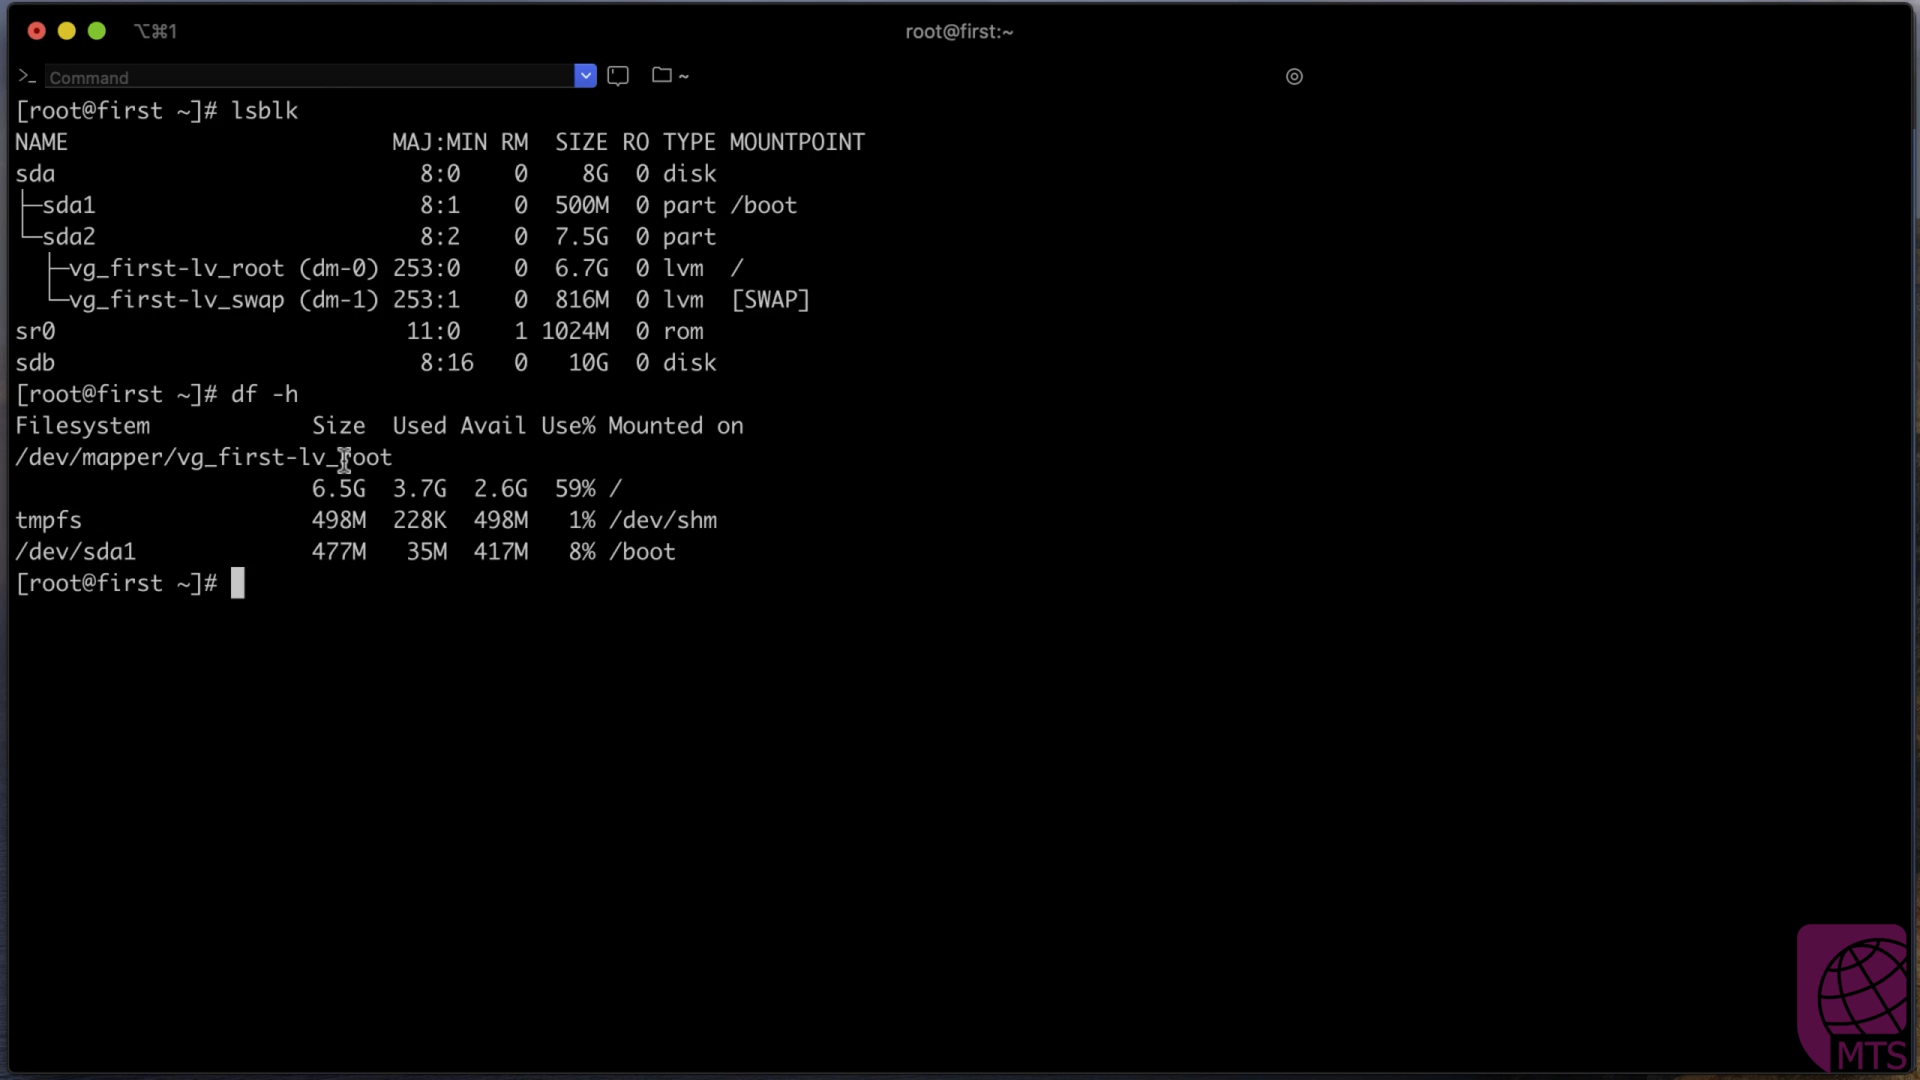 ⌥⌘1
root@first:~
>_ Command ~
[root@first ~]# lsblk
NAME                        MAJ:MIN RM   SIZE RO TYPE MOUNTPOINT
sda                           8:0    0     8G  0 disk
├─sda1                        8:1    0   500M  0 part /boot
└─sda2                        8:2    0   7.5G  0 part
  ├─vg_first-lv_root (dm-0) 253:0    0   6.7G  0 lvm  /
  └─vg_first-lv_swap (dm-1) 253:1    0   816M  0 lvm  [SWAP]
sr0                          11:0    1  1024M  0 rom
sdb                           8:16   0    10G  0 disk
[root@first ~]# df -h
Filesystem            Size  Used Avail Use% Mounted on
/dev/mapper/vg_first-lv_root
                      6.5G  3.7G  2.6G  59% /
tmpfs                 498M  228K  498M   1% /dev/shm
/dev/sda1             477M   35M  417M   8% /boot
[root@first ~]#
MTS